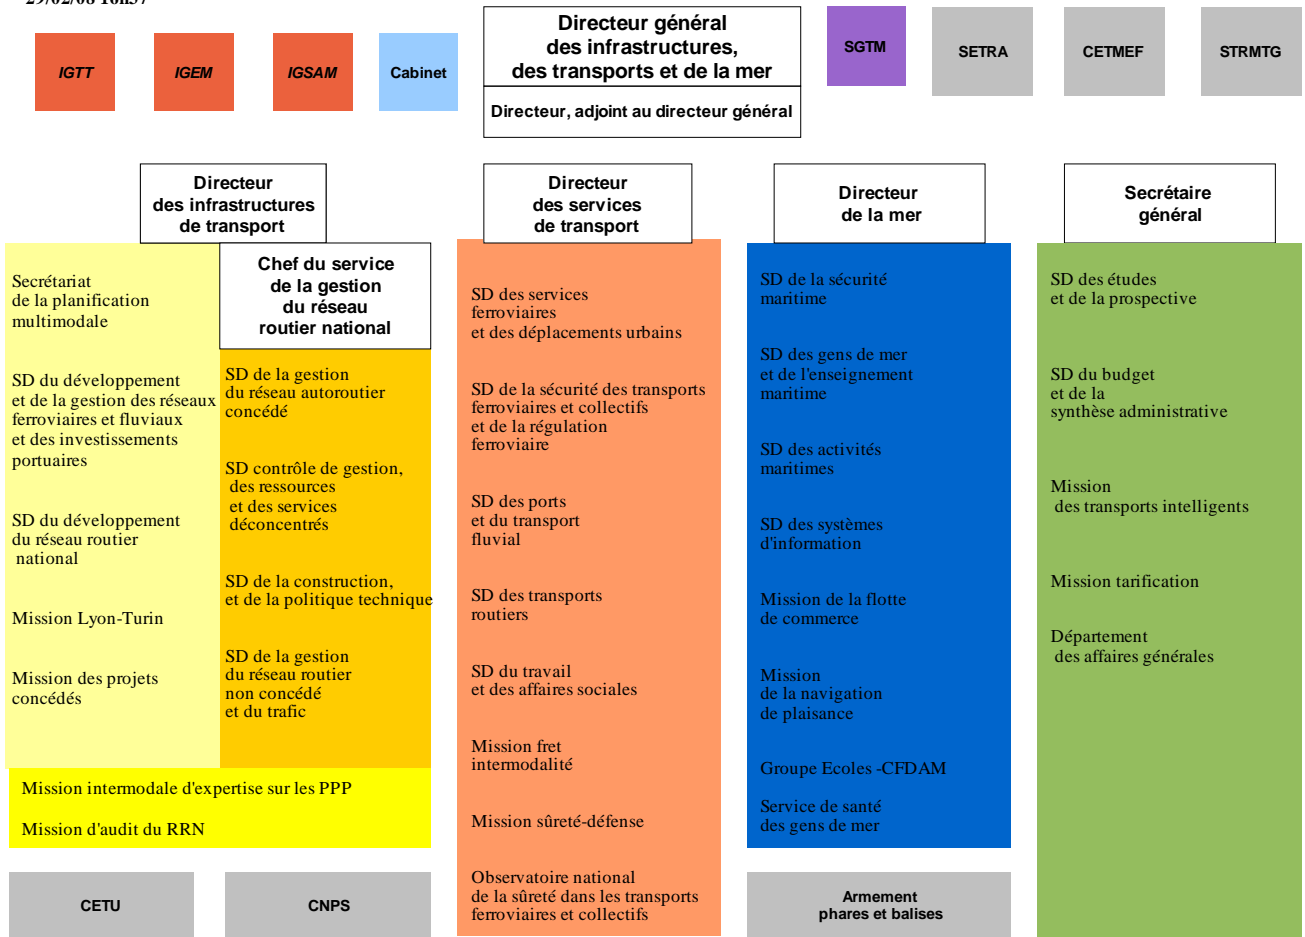 29/02/08 16h37
IGTT
IGEM
IGSAM
Cabinet
Directeur général
des infrastructures,
des transports et de la mer
Directeur, adjoint au directeur général
SGTM
SETRA
CETMEF
STRMTG
Directeur
des infrastructures
de transport
Secrétariat
de la planification
multimodale
SD du développement
et de la gestion des réseaux
ferroviaires et fluviaux
et des investissements
portuaires
SD du développement
du réseau routier
national
Mission Lyon-Turin
Mission des projets
concédés
Chef du service
de la gestion
du réseau
routier national
SD de la gestion
du réseau autoroutier
concédé
SD contrôle de gestion,
des ressources
et des services
déconcentrés
SD de la construction,
et de la politique technique
SD de la gestion
du réseau routier
non concédé
et du trafic
Mission intermodale d'expertise sur les PPP
Mission d'audit du RRN
CETU
CNPS
Directeur
des services
de transport
SD des services
ferroviaires
et des déplacements urbains
SD de la sécurité des transports
ferroviaires et collectifs
et de la régulation
ferroviaire
SD des ports
et du transport
fluvial
SD des transports
routiers
SD du travail
et des affaires sociales
Mission fret
intermodalité
Mission sûreté-défense
Observatoire national
de la sûreté dans les transports
ferroviaires et collectifs
Directeur
de la mer
SD de la sécurité
maritime
SD des gens de mer
et de l'enseignement
maritime
SD des activités
maritimes
SD des systèmes
d'information
Mission de la flotte
de commerce
Mission
de la navigation
de plaisance
Groupe Ecoles -CFDAM
Service de santé
des gens de mer
Armement
phares et balises
Secrétaire
général
SD des études
et de la prospective
SD du budget
et de la
synthèse administrative
Mission
des transports intelligents
Mission tarification
Département
des affaires générales